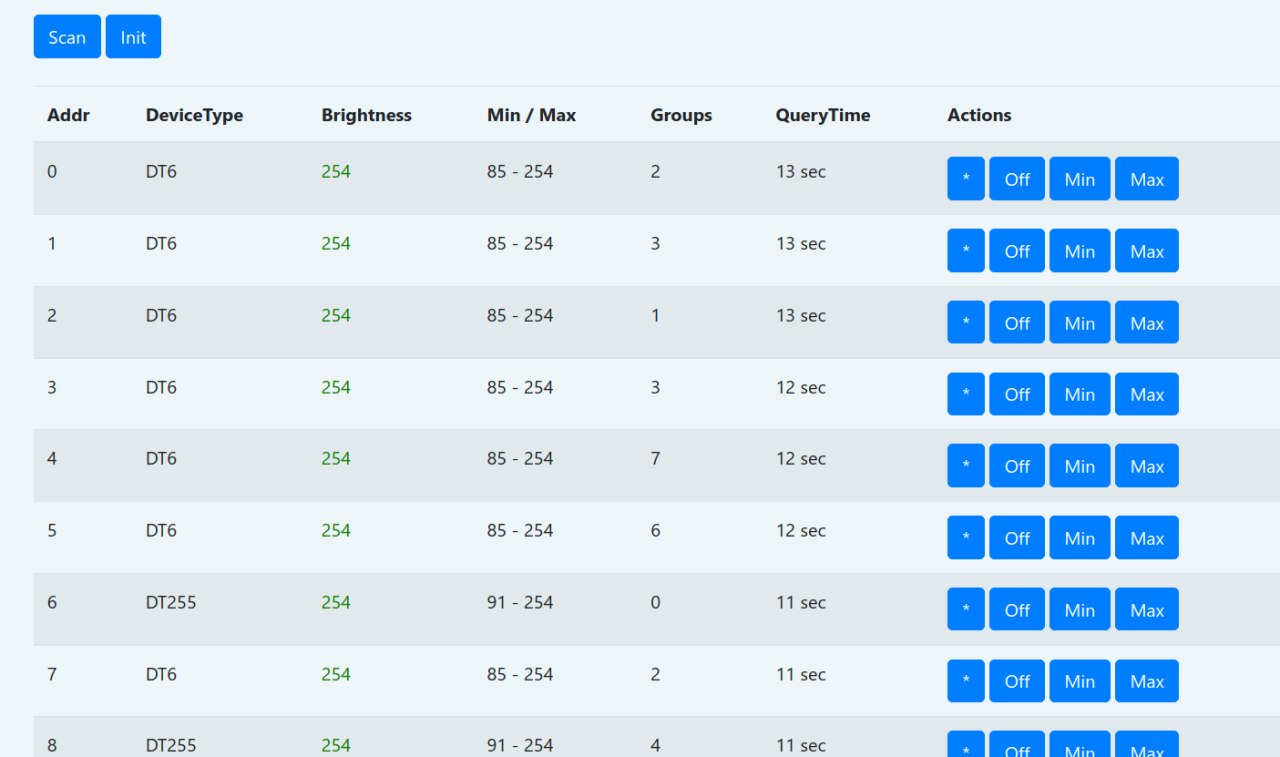 Scan Init
Addr DeviceType Brightness Min / Max Groups QueryTime Actions
0 DT6 254 85 - 254 2 13 sec * Off Min Max
1 DT6 254 85 - 254 3 13 sec * Off Min Max
2 DT6 254 85 - 254 1 13 sec * Off Min Max
3 DT6 254 85 - 254 3 12 sec * Off Min Max
4 DT6 254 85 - 254 7 12 sec * Off Min Max
5 DT6 254 85 - 254 6 12 sec * Off Min Max
6 DT255 254 91 - 254 0 11 sec * Off Min Max
7 DT6 254 85 - 254 2 11 sec * Off Min Max
8 DT255 254 91 - 254 4 11 sec * Off Min Max